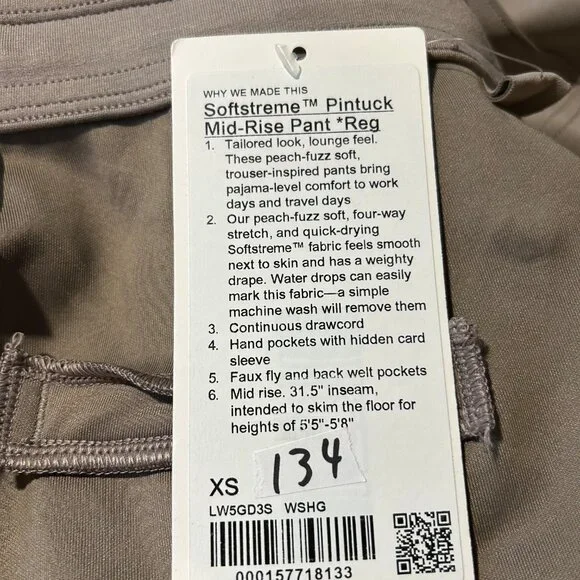 WHY WE MADE THIS
Softstreme™ Pintuck
Mid-Rise Pant *Reg
1. Tailored look, lounge feel.
These peach-fuzz soft,
trouser-inspired pants bring
pajama-level comfort to work
days and travel days
2. Our peach-fuzz soft, four-way
stretch, and quick-drying
Softstreme™ fabric feels smooth
next to skin and has a weighty
drape. Water drops can easily
mark this fabric—a simple
machine wash will remove them
3. Continuous drawcord
4. Hand pockets with hidden card
sleeve
5. Faux fly and back welt pockets
6. Mid rise. 31.5" inseam,
intended to skim the floor for
heights of 5'5"-5'8"
XS 134
LW5GD3S WSHG
000157718133